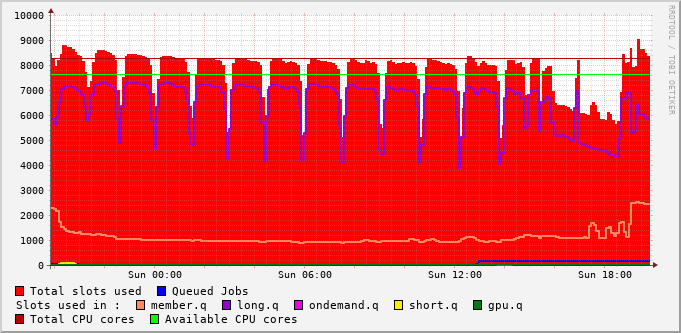 10000
9000
8000
7000
6000
5000
4000
3000
2000
1000
0
Sun 00:00 Sun 06:00 Sun 12:00 Sun 18:00
Total slots used Queued Jobs
Slots used in : member.q long.q ondemand.q short.q gpu.q
Total CPU cores Available CPU cores
RRDTOOL / TOBI OETIKER